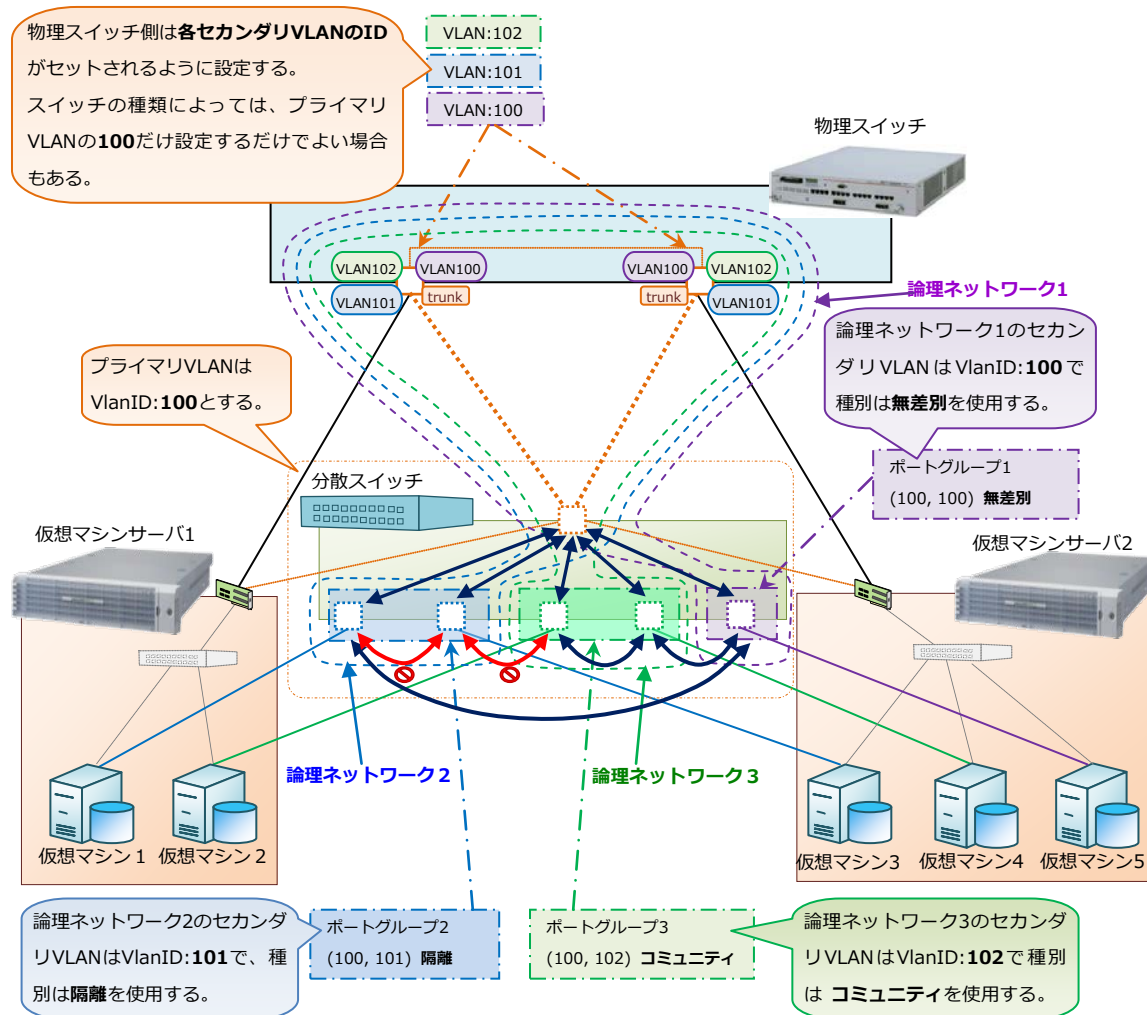 物理スイッチ側は各セカンダリVLANのID
がセットされるように設定する。
スイッチの種類によっては、プライマリ
VLANの100だけ設定するだけでよい場合
もある。
VLAN:102
VLAN:101
VLAN:100
物理スイッチ
VLAN102
VLAN100
VLAN101
trunk
VLAN100
VLAN102
trunk
VLAN101
論理ネットワーク1
論理ネットワーク1のセカン
ダリVLANはVlanID:100で
種別は無差別を使用する。
プライマリVLANは
VlanID:100とする。
ポートグループ1
(100, 100) 無差別
分散スイッチ
仮想マシンサーバ1
仮想マシンサーバ2
論理ネットワーク2
論理ネットワーク3
仮想マシン1
仮想マシン2
仮想マシン3
仮想マシン4
仮想マシン5
論理ネットワーク2のセカンダ
リVLANはVlanID:101で、種
別は隔離を使用する。
ポートグループ2
(100, 101) 隔離
ポートグループ3
(100, 102) コミュニティ
論理ネットワーク3のセカンダ
リVLANはVlanID:102で種別
は コミュニティを使用する。